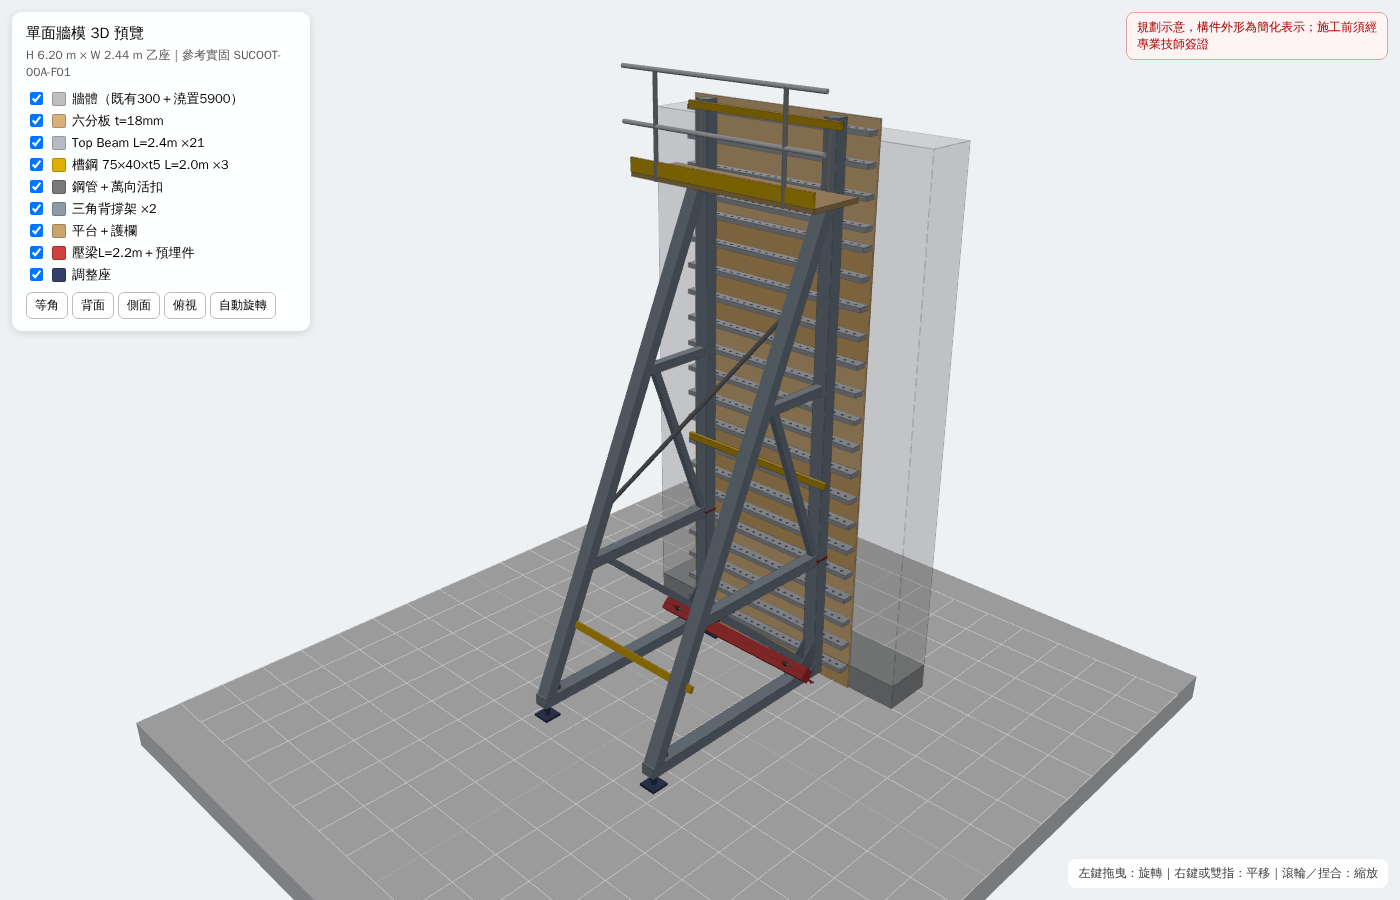 單面牆模 3D 預覽
H 6.20 m × W 2.44 m 乙座｜參考實固 SUCOOT-
00A-F01
牆體（既有300＋澆置5900）
六分板 t=18mm
Top Beam L=2.4m ×21
槽鋼 75×40×t5 L=2.0m ×3
鋼管＋萬向活扣
三角背撐架 ×2
平台＋護欄
壓梁L=2.2m＋預埋件
調整座
等角 背面 側面 俯視 自動旋轉
規劃示意，構件外形為簡化表示；施工前須經
專業技師簽證
左鍵拖曳：旋轉｜右鍵或雙指：平移｜滾輪／捏合：縮放